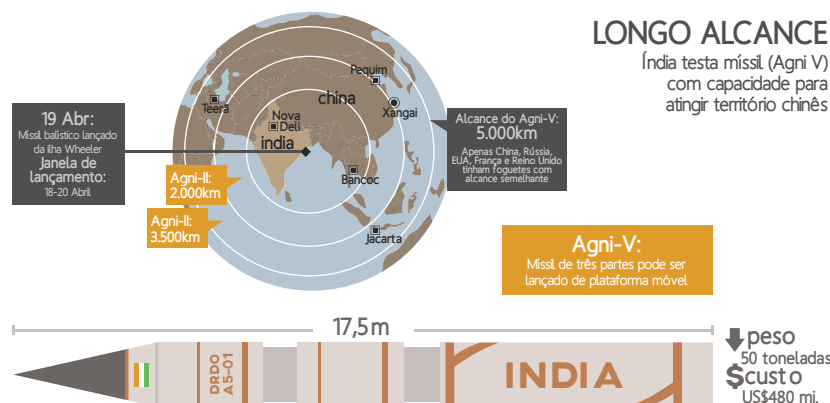 LONGO ALCANCE
Índia testa míssil (Agni V)
com capacidade para
atingir território chinês
19 Abr:
Missil balístico lançado
da ilha Wheeler
Janela de
lançamento:
18-20 Abril
Pequim
china
Teerã
Xangai
Nova
Deli
india
Bancoc
Jacarta
Agni-II:
2.000km
Agni-II:
3.500km
Alcance do Agni-V:
5.000km
Apenas China, Rússia,
EUA, França e Reino Unido
tinham foguetes com
alcance semelhante
Agni-V:
Missil de três partes pode ser
lançado de plataforma móvel
17,5m
DRDO
A5-01
INDIA
peso
50 toneladas
$custo
US$480 mi.